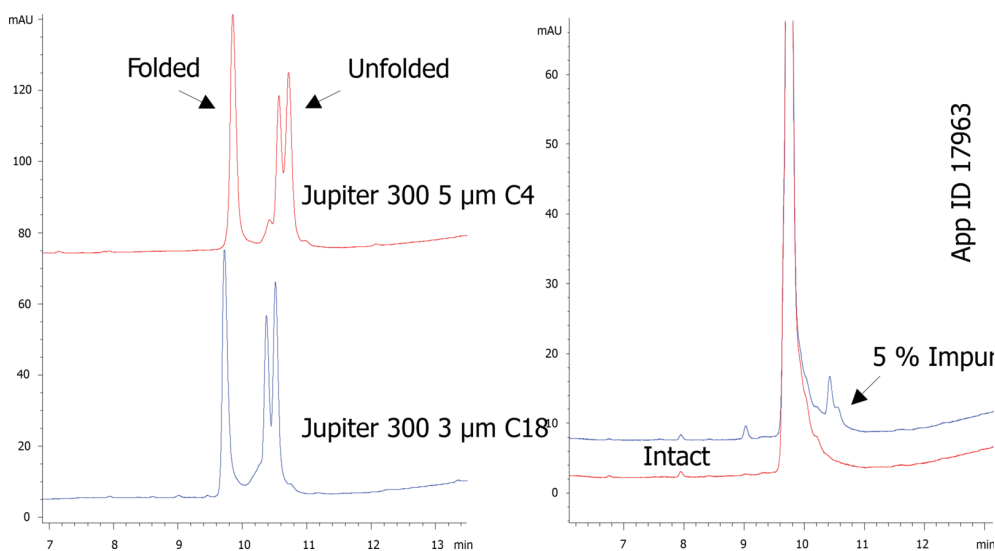 mAU
120
100
80
60
40
20
0
Folded
Unfolded
Jupiter 300 5 µm C4
Jupiter 300 3 µm C18
7 8 9 10 11 12 13 min
mAU
60
50
40
30
20
10
0
App ID 17963
5 % Impur
Intact
7 8 9 10 11 12 13 min